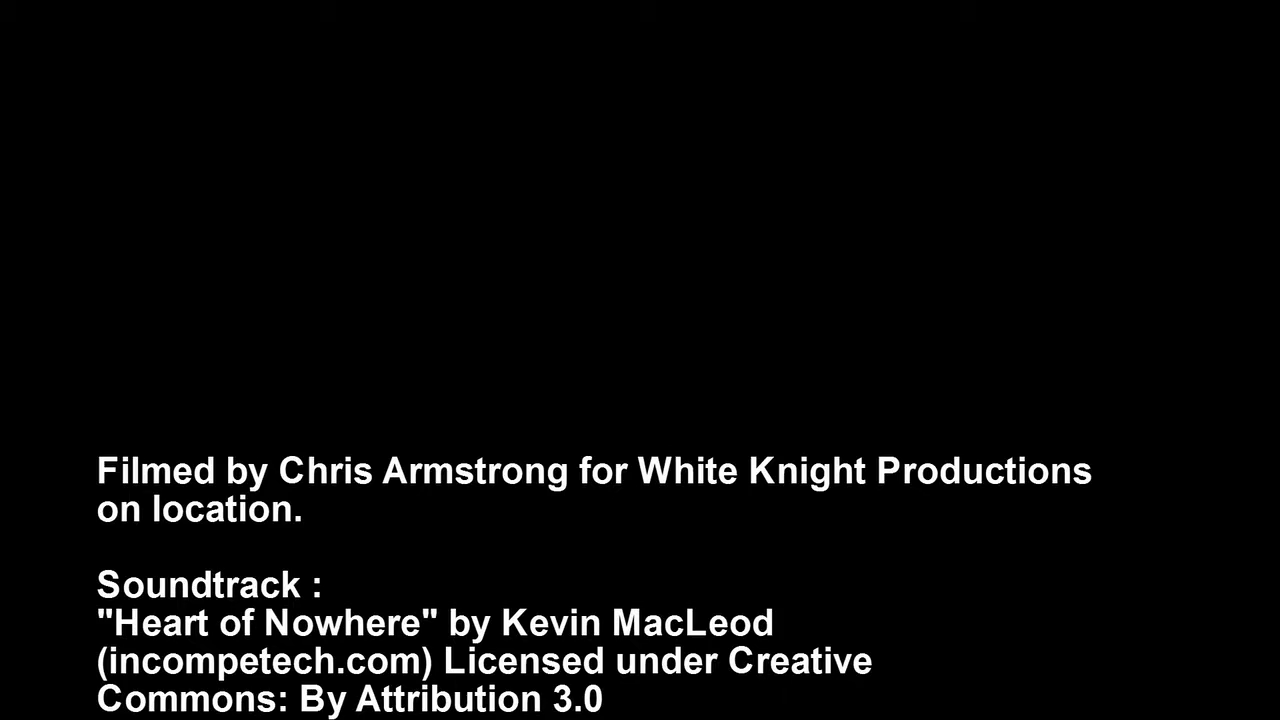 Filmed by Chris Armstrong for White Knight Productions
on location.
Soundtrack :
"Heart of Nowhere" by Kevin MacLeod
(incompetech.com) Licensed under Creative
Commons: By Attribution 3.0